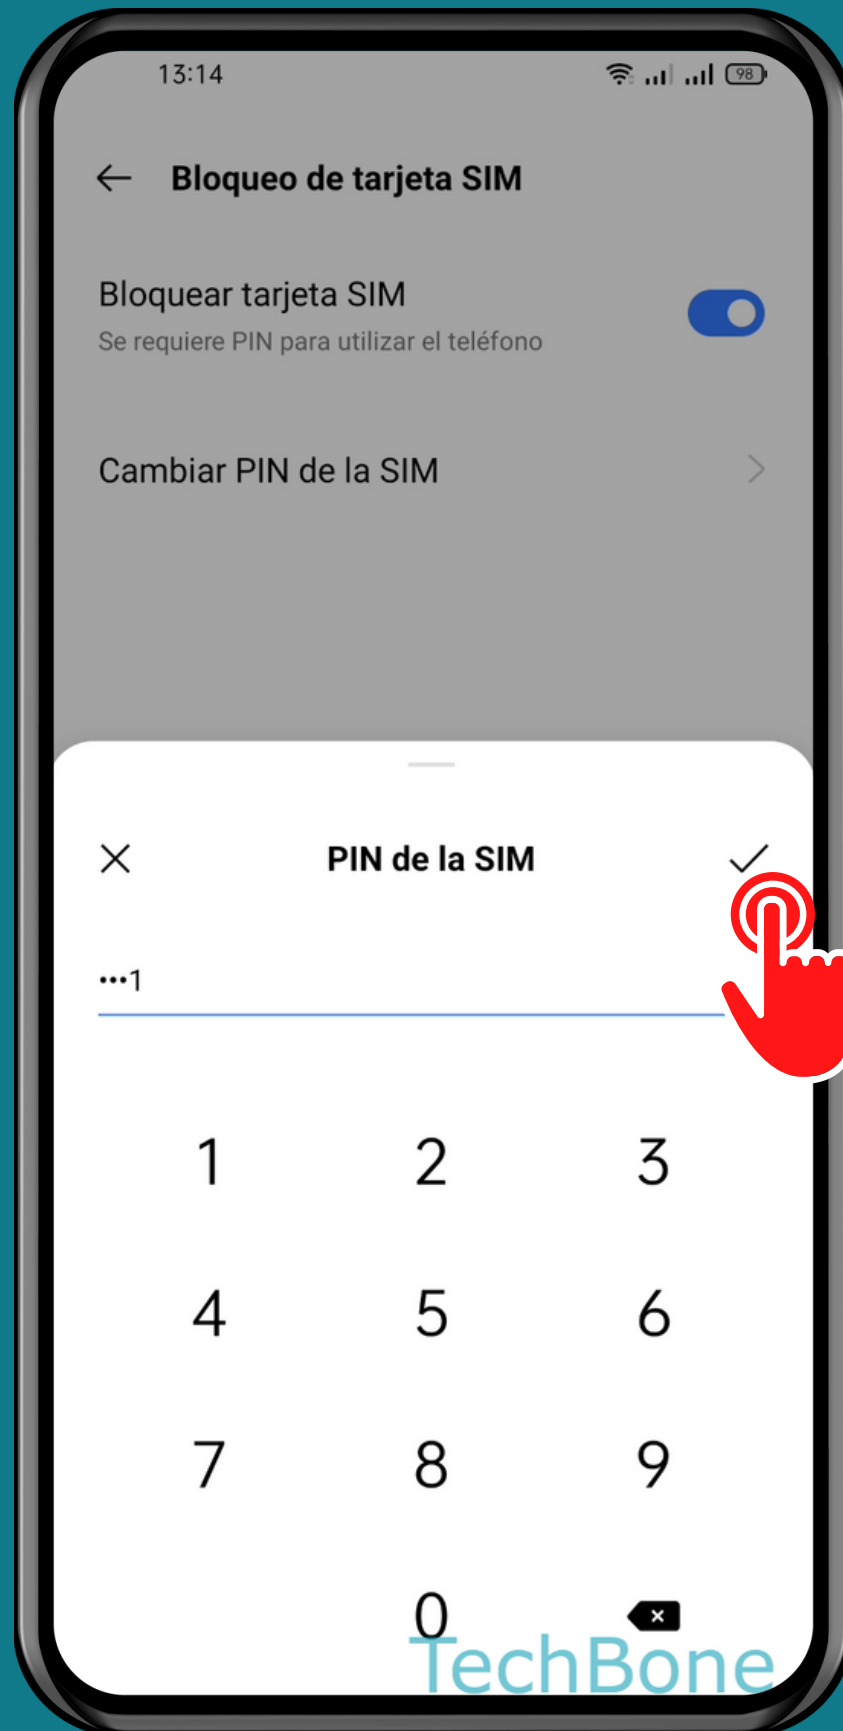 13:14
98
Bloqueo de tarjeta SIM
Bloquear tarjeta SIM
Se requiere PIN para utilizar el teléfono
Cambiar PIN de la SIM
PIN de la SIM
•••1
1 2 3
4 5 6
7 8 9
0
TechBone